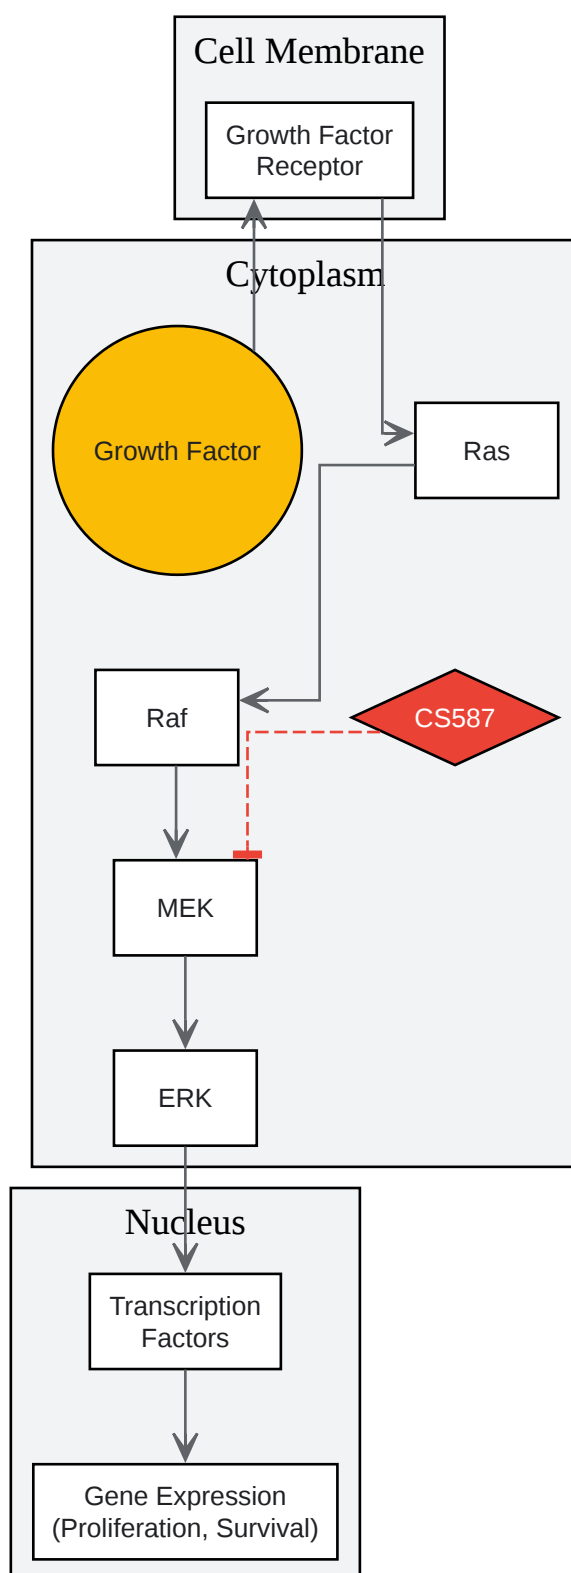 Cell Membrane
Growth Factor
Receptor
Cytoplasm
Growth Factor
Ras
Raf
CS587
MEK
ERK
Nucleus
Transcription
Factors
Gene Expression
(Proliferation, Survival)